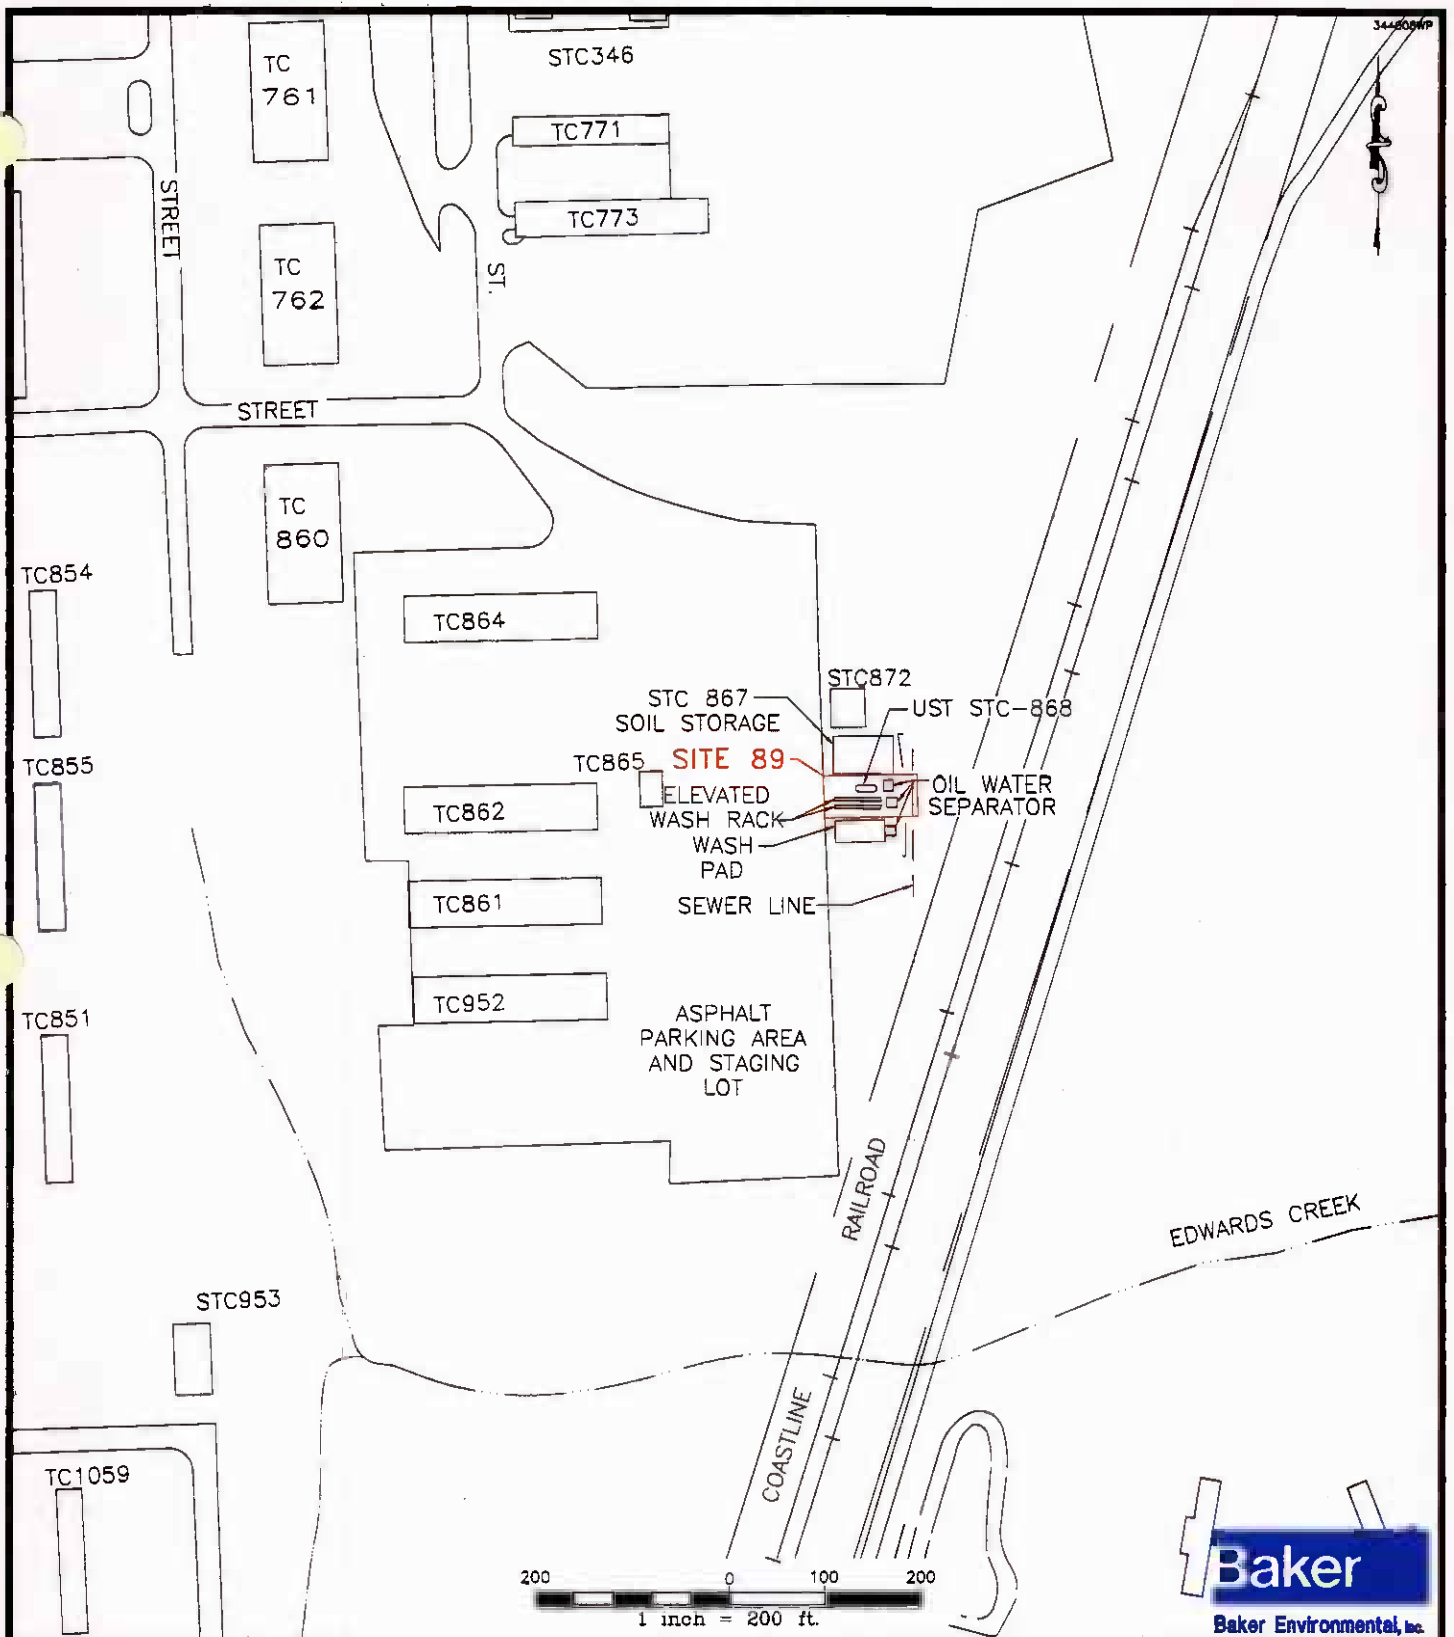 344608WP
STC346
TC
761
TC771
STREET
TC773
TC
762
ST.
STREET
TC
860
TC854
TC864
STC872
STC 867
SOIL STORAGE
UST STC-868
TC855
TC865
SITE 89
OIL WATER
SEPARATOR
ELEVATED
WASH RACK
TC862
WASH
PAD
TC861
SEWER LINE
TC952
ASPHALT
PARKING AREA
AND STAGING
LOT
TC851
RAILROAD
EDWARDS CREEK
STC953
COASTLINE
TC1059
200 0 100 200
1 inch = 200 ft.
Baker
Baker Environmental, Inc.